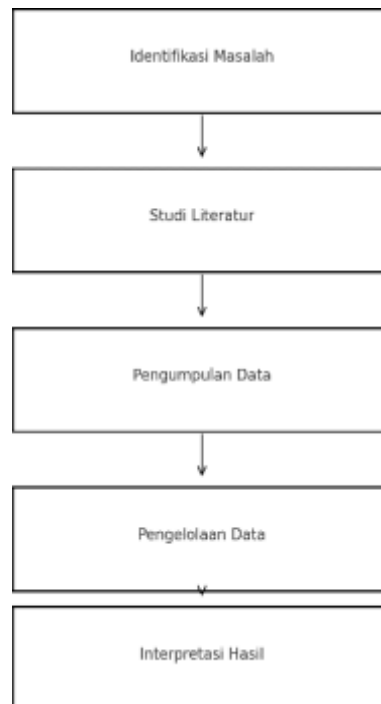 Identifikasi Masalah
Studi Literatur
Pengumpulan Data
Pengelolaan Data
Interpretasi Hasil